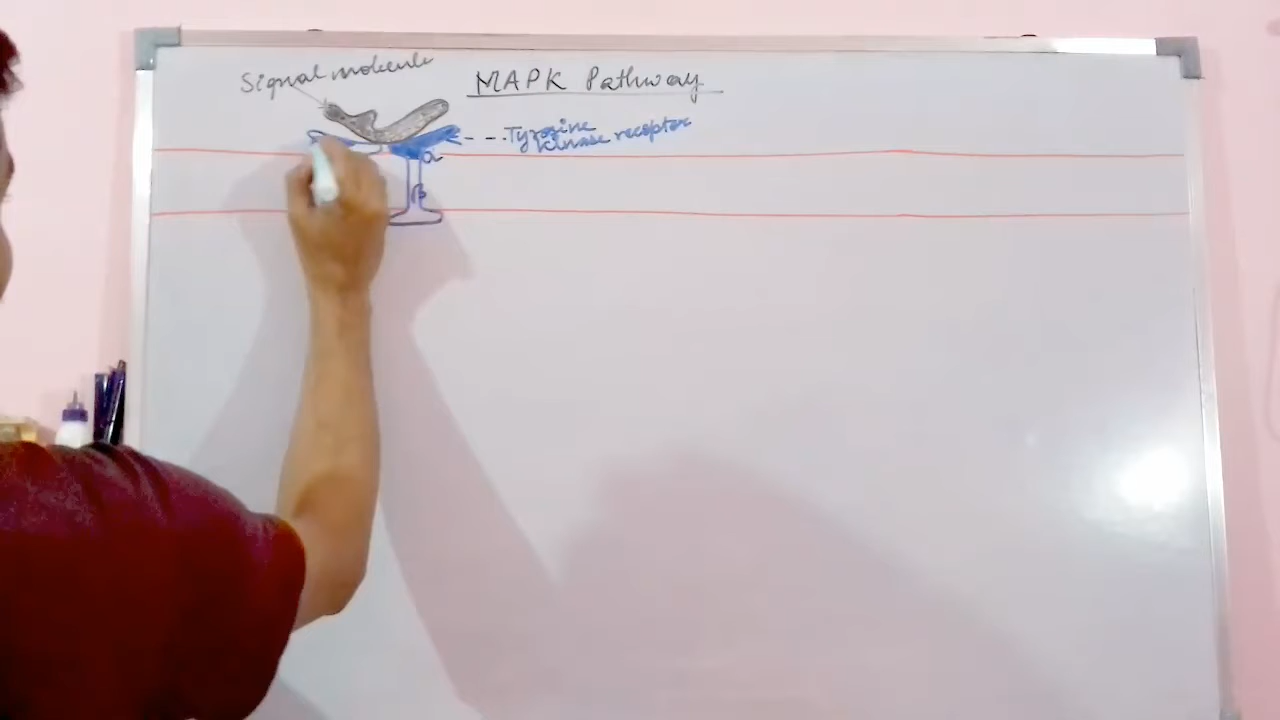 Signal molecule
MAPK Pathway
Tyrosine
kinase receptor
α
β